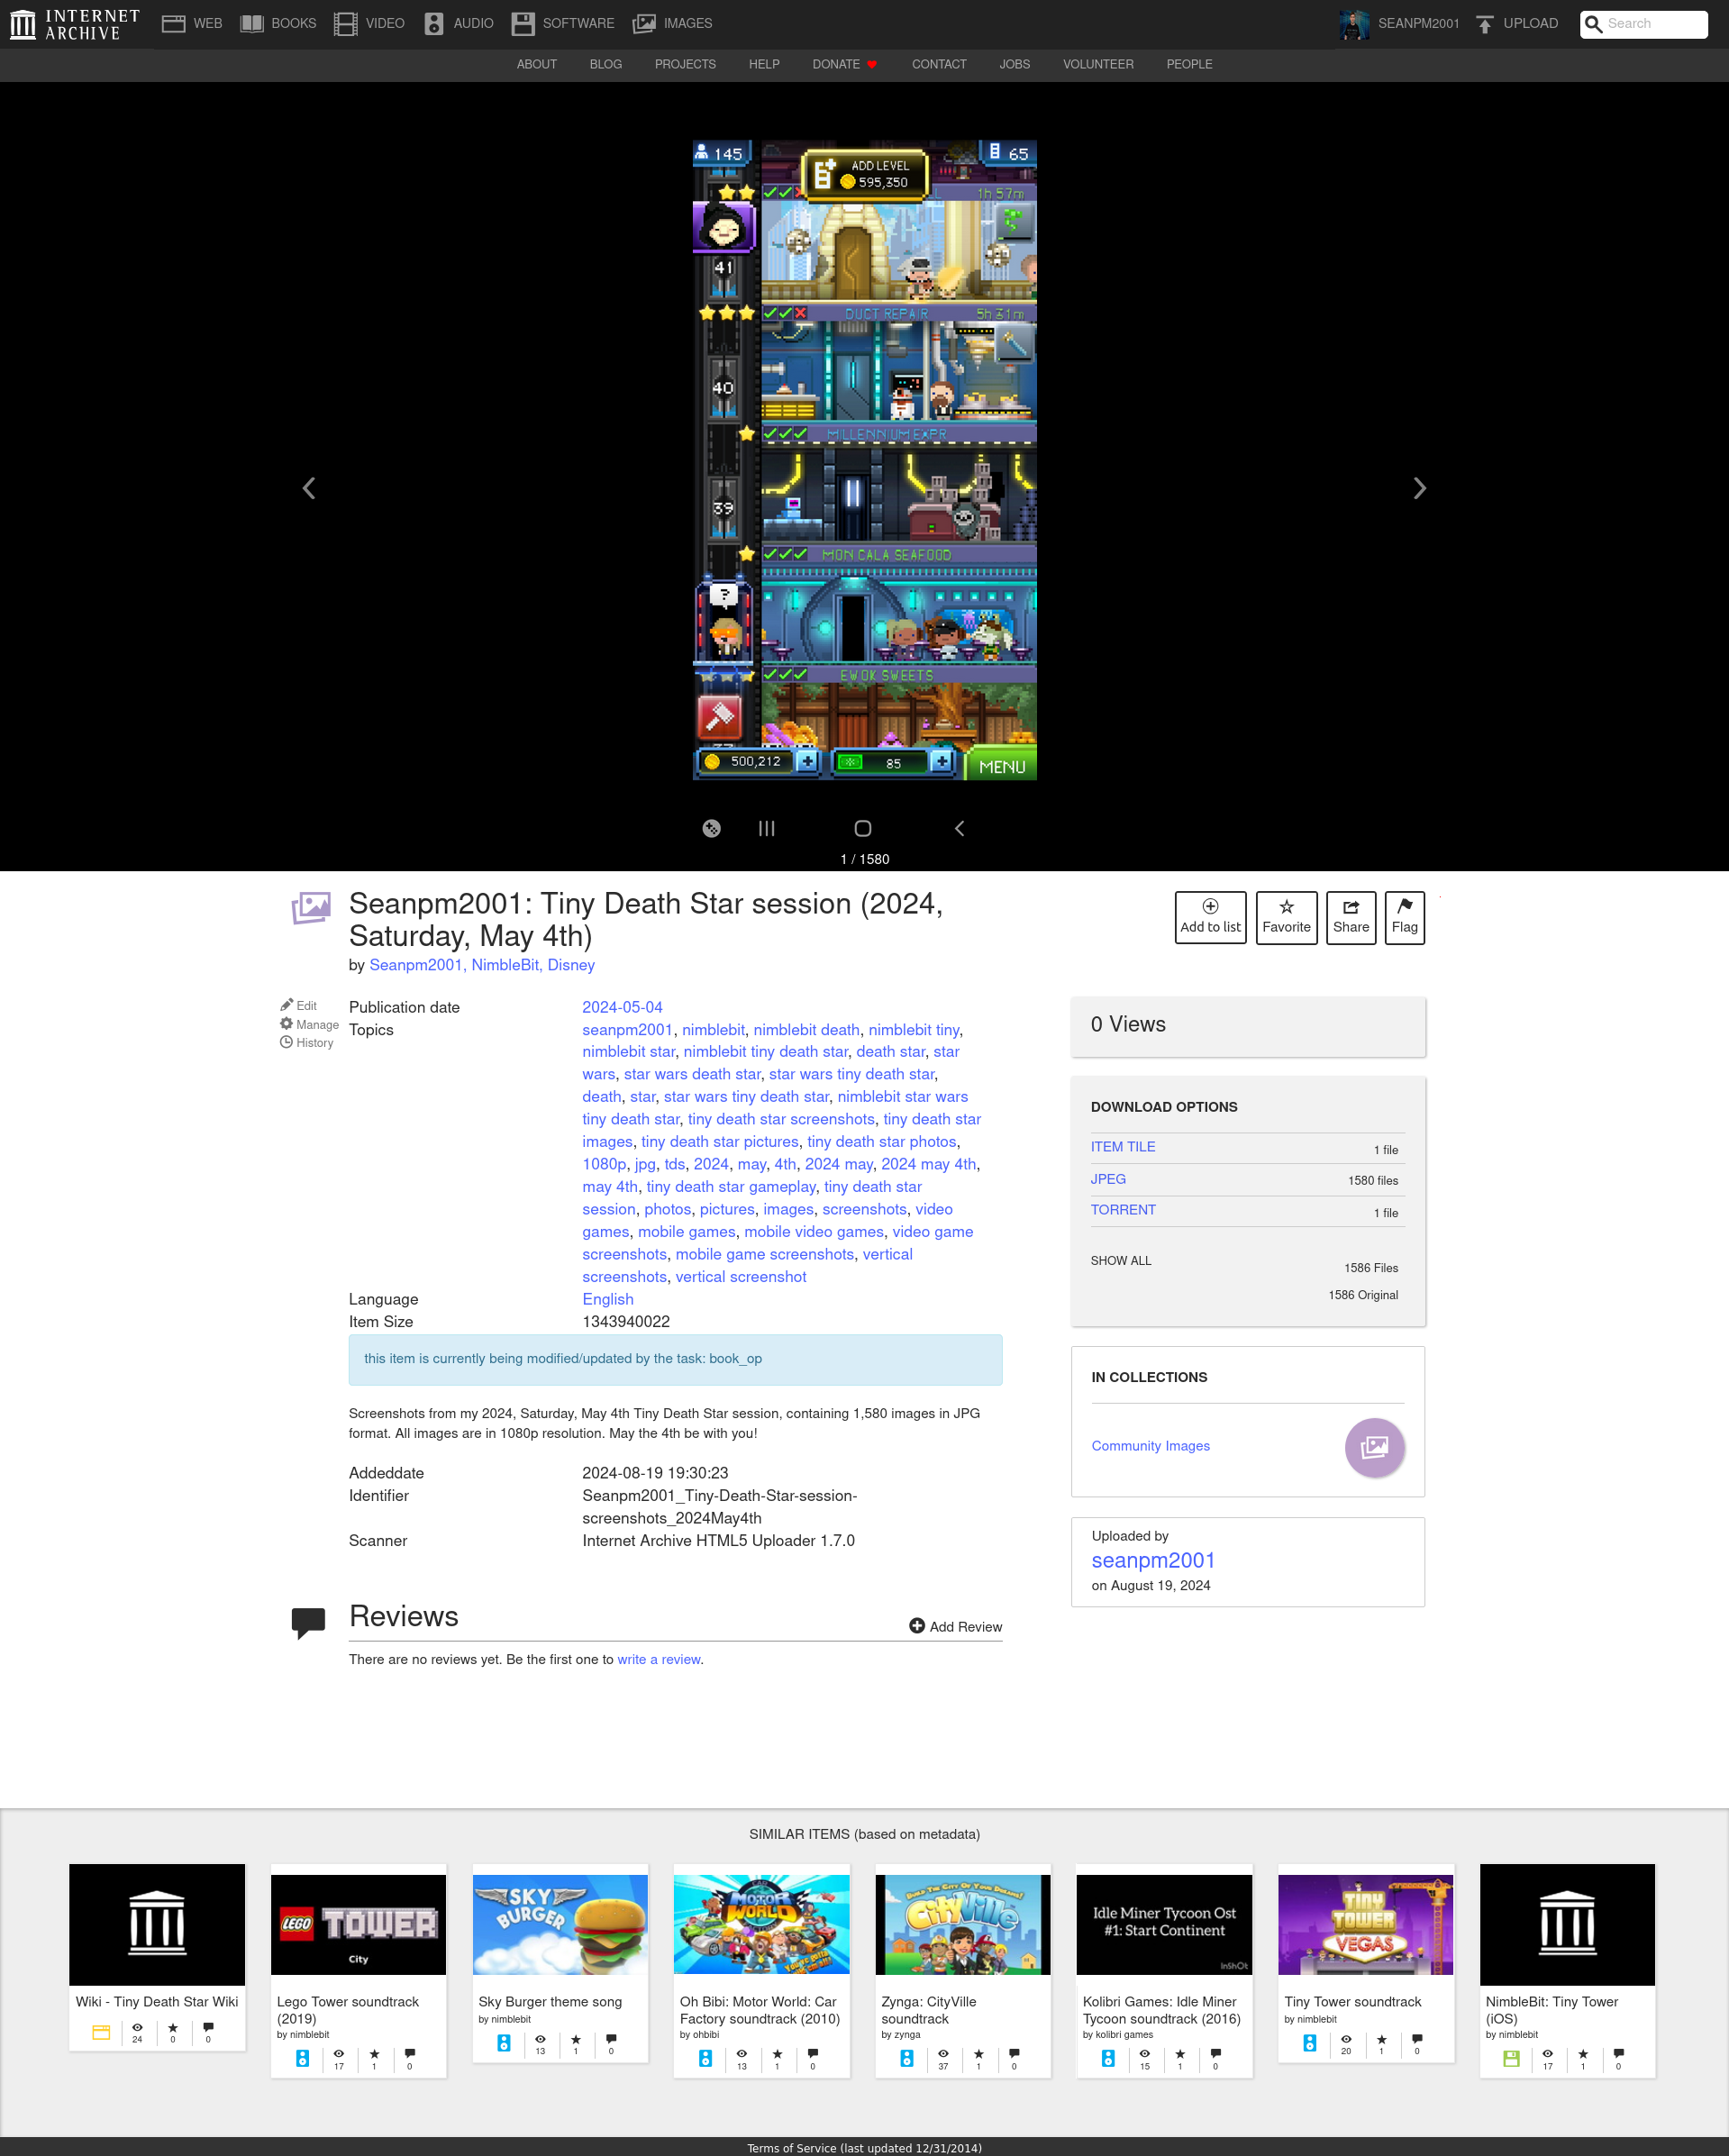 INTERNET ARCHIVE
WEB BOOKS VIDEO AUDIO SOFTWARE IMAGES SEANPM2001 UPLOAD Search
ABOUT BLOG PROJECTS HELP DONATE CONTACT JOBS VOLUNTEER PEOPLE
145
ADD LEVEL
595,350
65
1h 57m
41
DUCT REPAIR 5h 31m
40
MILLENNIUM EXPR
39
MON CALA SEAFOOD
?
EWOK SWEETS
500,212 85 MENU
1 / 1580
Seanpm2001: Tiny Death Star session (2024,
Saturday, May 4th)
by Seanpm2001, NimbleBit, Disney
Add to list Favorite Share Flag
Edit
Manage
History
Publication date 2024-05-04
Topics seanpm2001, nimblebit, nimblebit death, nimblebit tiny,
nimblebit star, nimblebit tiny death star, death star, star
wars, star wars death star, star wars tiny death star,
death, star, star wars tiny death star, nimblebit star wars
tiny death star, tiny death star screenshots, tiny death star
images, tiny death star pictures, tiny death star photos,
1080p, jpg, tds, 2024, may, 4th, 2024 may, 2024 may 4th,
may 4th, tiny death star gameplay, tiny death star
session, photos, pictures, images, screenshots, video
games, mobile games, mobile video games, video game
screenshots, mobile game screenshots, vertical
screenshots, vertical screenshot
Language English
Item Size 1343940022
this item is currently being modified/updated by the task: book_op
Screenshots from my 2024, Saturday, May 4th Tiny Death Star session, containing 1,580 images in JPG
format. All images are in 1080p resolution. May the 4th be with you!
Addeddate 2024-08-19 19:30:23
Identifier Seanpm2001_Tiny-Death-Star-session-
screenshots_2024May4th
Scanner Internet Archive HTML5 Uploader 1.7.0
0 Views
DOWNLOAD OPTIONS
ITEM TILE 1 file
JPEG 1580 files
TORRENT 1 file
SHOW ALL 1586 Files
1586 Original
IN COLLECTIONS
Community Images
Uploaded by
seanpm2001
on August 19, 2024
Reviews
Add Review
There are no reviews yet. Be the first one to write a review.
SIMILAR ITEMS (based on metadata)
Wiki - Tiny Death Star Wiki
24 0 0
LEGO TOWER
City
Lego Tower soundtrack
(2019)
by nimblebit
17 1 0
SKY BURGER
Sky Burger theme song
by nimblebit
13 1 0
MOTOR WORLD
Oh Bibi: Motor World: Car
Factory soundtrack (2010)
by ohbibi
13 1 0
BUILD THE CITY OF YOUR DREAMS!
CityVille
Zynga: CityVille
soundtrack
by zynga
37 1 0
Idle Miner Tycoon Ost
#1: Start Continent
InShOt
Kolibri Games: Idle Miner
Tycoon soundtrack (2016)
by kolibri games
15 1 0
TINY TOWER VEGAS
Tiny Tower soundtrack
by nimblebit
20 1 0
NimbleBit: Tiny Tower
(iOS)
by nimblebit
17 1 0
Terms of Service (last updated 12/31/2014)